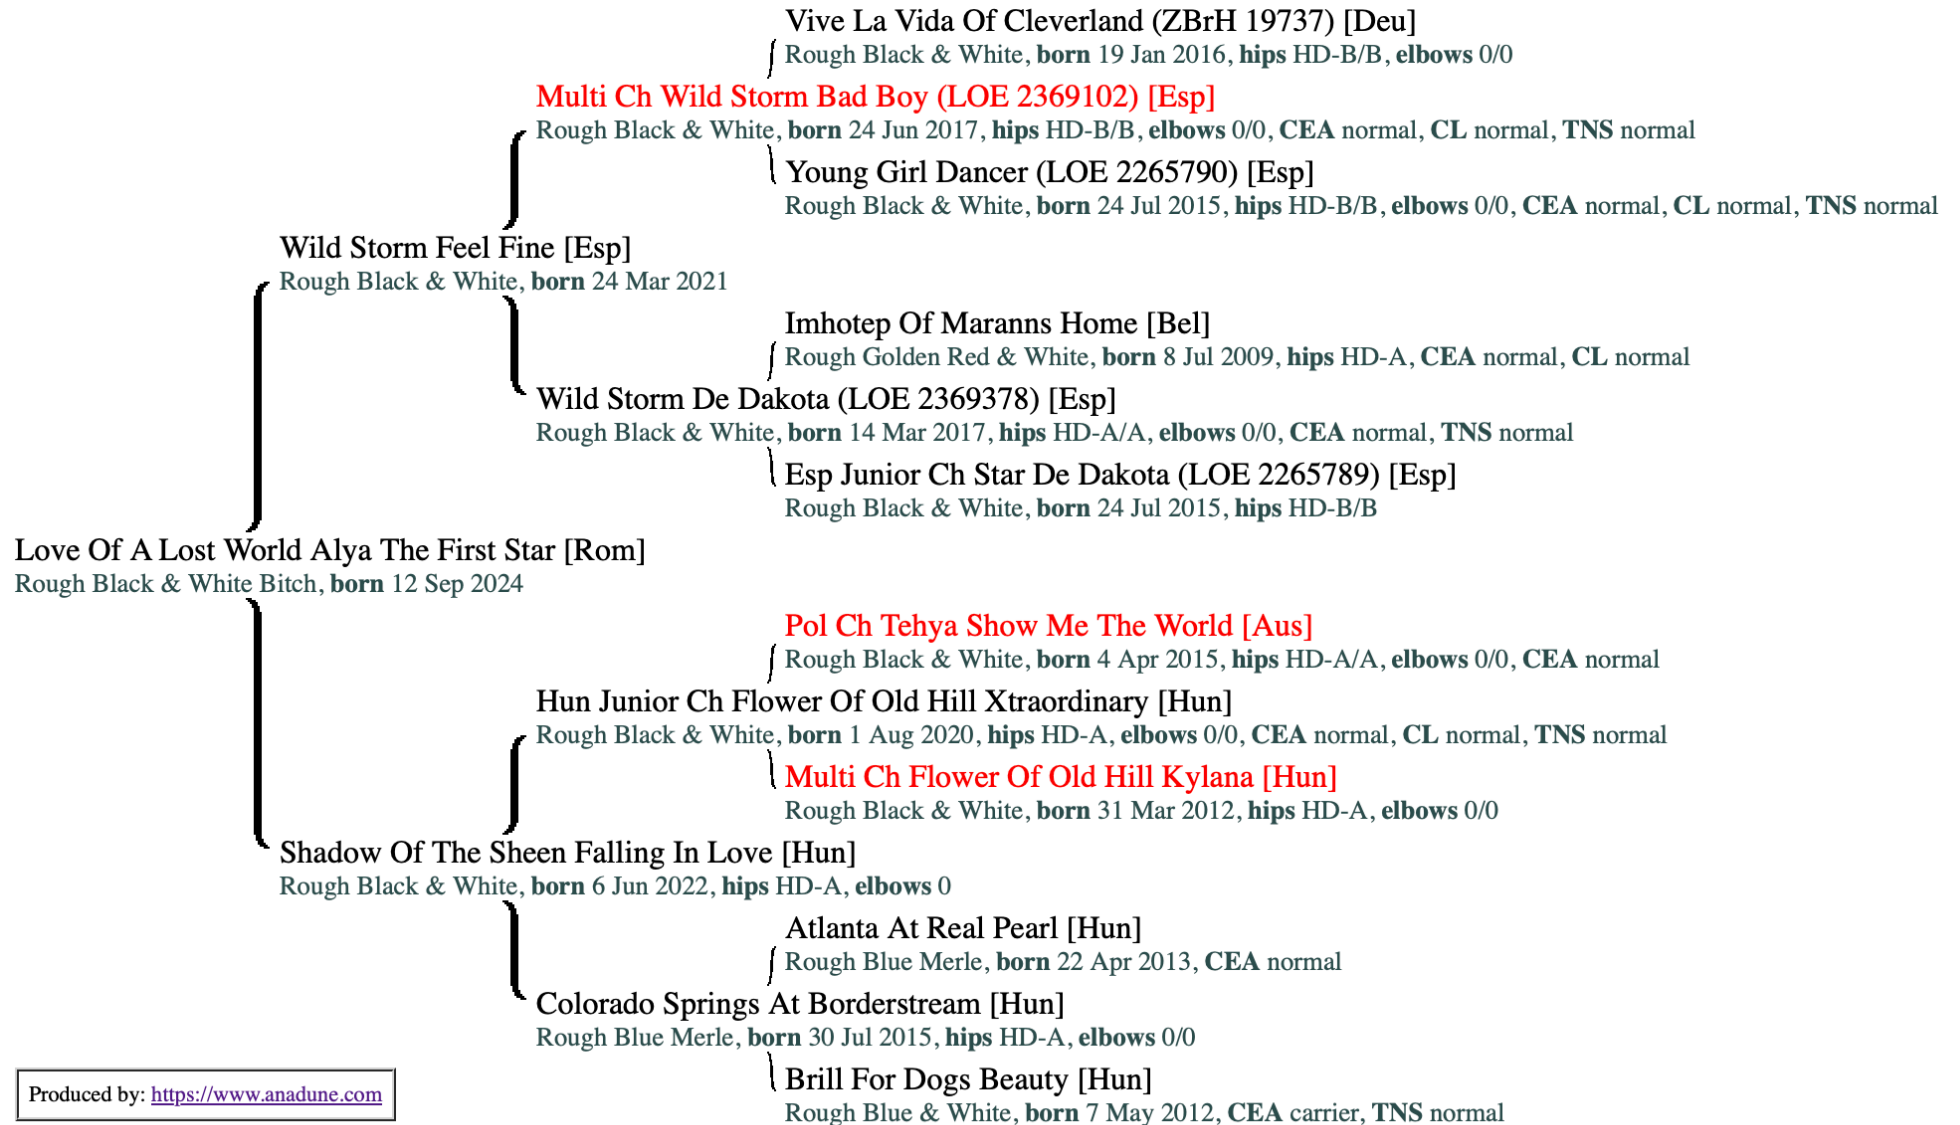 Vive La Vida Of Cleverland (ZBrH 19737) [Deu]
Rough Black & White, born 19 Jan 2016, hips HD-B/B, elbows 0/0
Multi Ch Wild Storm Bad Boy (LOE 2369102) [Esp]
Rough Black & White, born 24 Jun 2017, hips HD-B/B, elbows 0/0, CEA normal, CL normal, TNS normal
Young Girl Dancer (LOE 2265790) [Esp]
Rough Black & White, born 24 Jul 2015, hips HD-B/B, elbows 0/0, CEA normal, CL normal, TNS normal
Wild Storm Feel Fine [Esp]
Rough Black & White, born 24 Mar 2021
Imhotep Of Maranns Home [Bel]
Rough Golden Red & White, born 8 Jul 2009, hips HD-A, CEA normal, CL normal
Wild Storm De Dakota (LOE 2369378) [Esp]
Rough Black & White, born 14 Mar 2017, hips HD-A/A, elbows 0/0, CEA normal, TNS normal
Esp Junior Ch Star De Dakota (LOE 2265789) [Esp]
Rough Black & White, born 24 Jul 2015, hips HD-B/B
Love Of A Lost World Alya The First Star [Rom]
Rough Black & White Bitch, born 12 Sep 2024
Pol Ch Tehya Show Me The World [Aus]
Rough Black & White, born 4 Apr 2015, hips HD-A/A, elbows 0/0, CEA normal
Hun Junior Ch Flower Of Old Hill Xtraordinary [Hun]
Rough Black & White, born 1 Aug 2020, hips HD-A, elbows 0/0, CEA normal, CL normal, TNS normal
Multi Ch Flower Of Old Hill Kylana [Hun]
Rough Black & White, born 31 Mar 2012, hips HD-A, elbows 0/0
Shadow Of The Sheen Falling In Love [Hun]
Rough Black & White, born 6 Jun 2022, hips HD-A, elbows 0
Atlanta At Real Pearl [Hun]
Rough Blue Merle, born 22 Apr 2013, CEA normal
Colorado Springs At Borderstream [Hun]
Rough Blue Merle, born 30 Jul 2015, hips HD-A, elbows 0/0
Brill For Dogs Beauty [Hun]
Rough Blue & White, born 7 May 2012, CEA carrier, TNS normal
Produced by: https://www.anadune.com